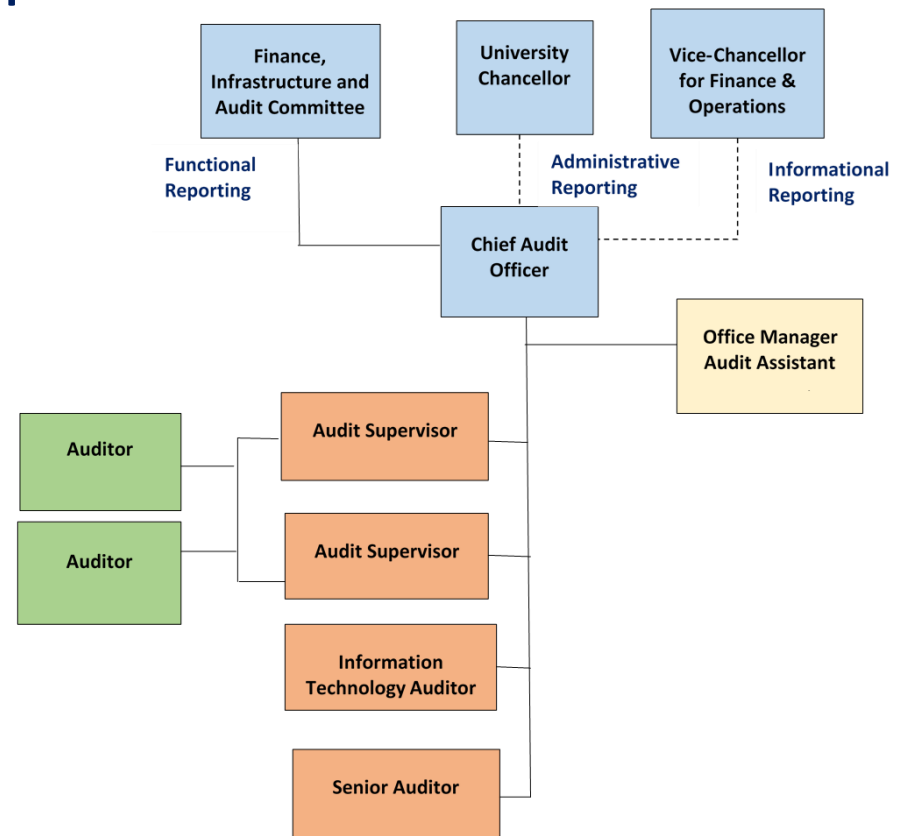 Finance,
Infrastructure and
Audit Committee
University
Chancellor
Vice-Chancellor
for Finance &
Operations
Functional
Reporting
Administrative
Reporting
Informational
Reporting
Chief Audit
Officer
Office Manager
Audit Assistant
Auditor
Audit Supervisor
Auditor
Audit Supervisor
Information
Technology Auditor
Senior Auditor